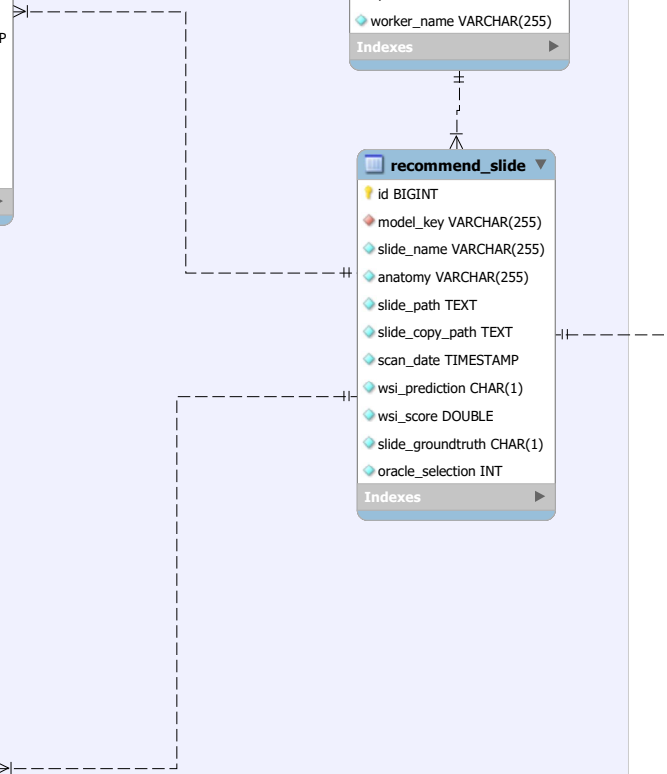 P
worker_name VARCHAR(255)
Indexes
recommend_slide
id BIGINT
model_key VARCHAR(255)
slide_name VARCHAR(255)
anatomy VARCHAR(255)
slide_path TEXT
slide_copy_path TEXT
scan_date TIMESTAMP
wsi_prediction CHAR(1)
wsi_score DOUBLE
slide_groundtruth CHAR(1)
oracle_selection INT
Indexes